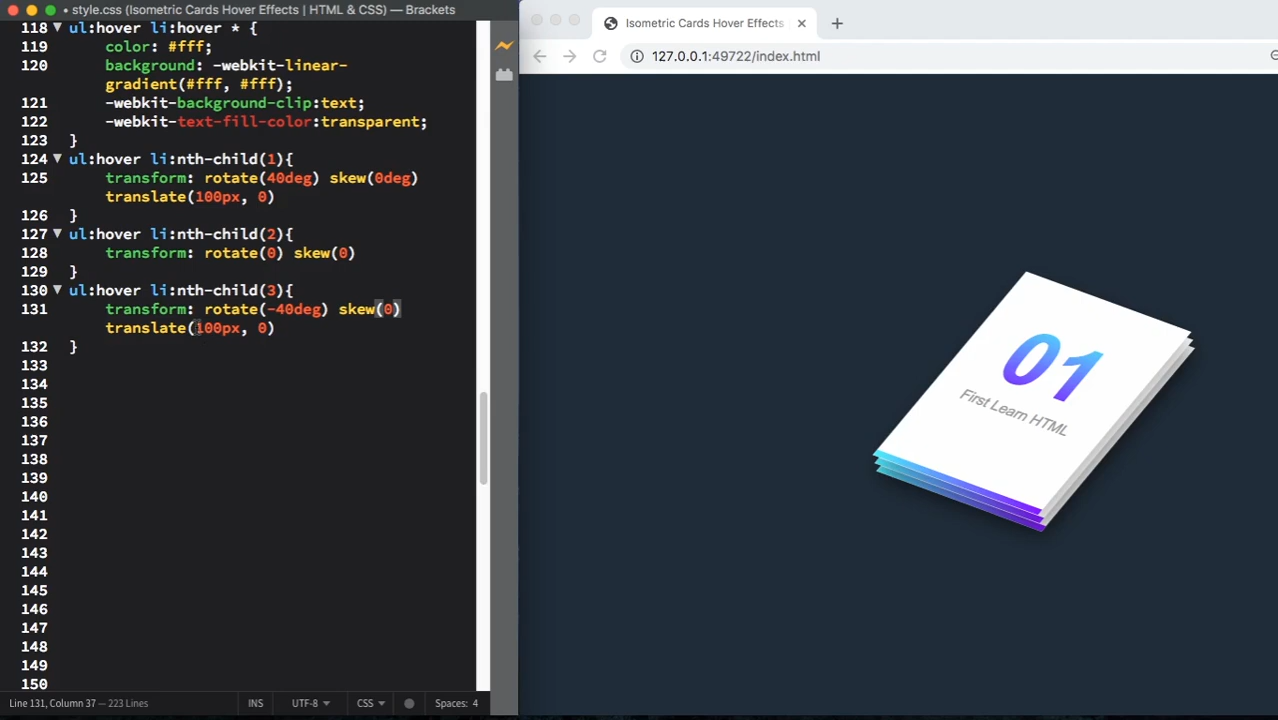 style.css (Isometric Cards Hover Effects | HTML & CSS) — Brackets
118 ul:hover li:hover * {
119 color: #fff;
120 background: -webkit-linear-
gradient(#fff, #fff);
121 -webkit-background-clip:text;
122 -webkit-text-fill-color:transparent;
123 }
124 ul:hover li:nth-child(1){
125 transform: rotate(40deg) skew(0deg)
translate(100px, 0)
126 }
127 ul:hover li:nth-child(2){
128 transform: rotate(0) skew(0)
129 }
130 ul:hover li:nth-child(3){
131 transform: rotate(-40deg) skew(0)
translate(100px, 0)
132 }
133
134
135
136
137
138
139
140
141
142
143
144
145
146
147
148
149
150
Line 131, Column 37 — 223 Lines
INS
UTF-8
CSS
Spaces: 4
Isometric Cards Hover Effects
127.0.0.1:49722/index.html
01
First Learn HTML